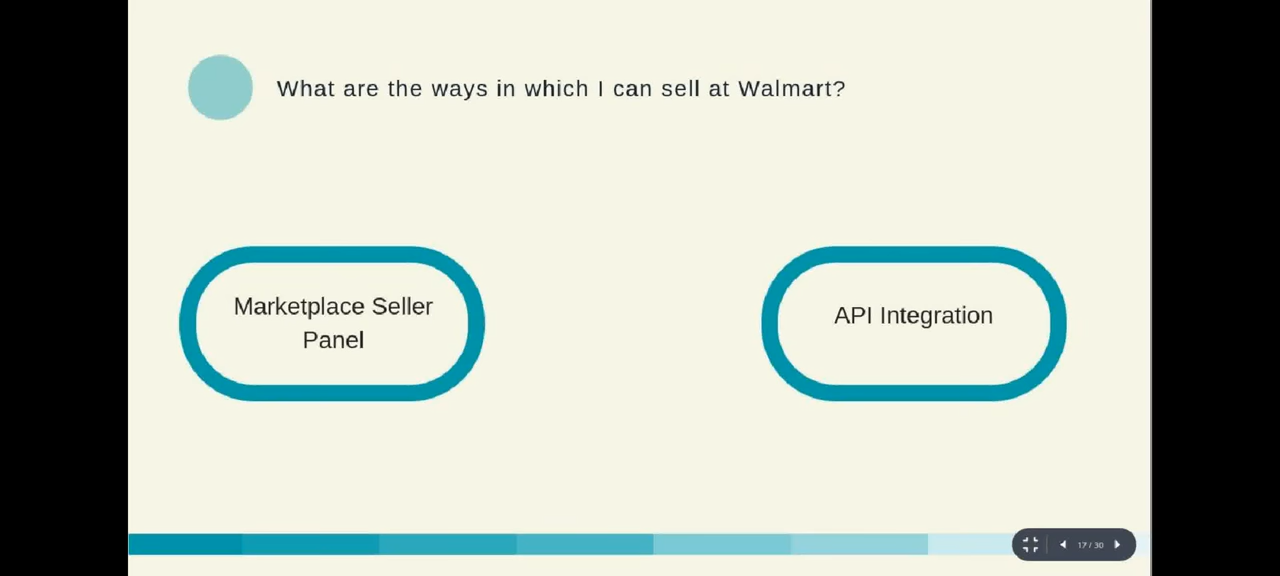 What are the ways in which I can sell at Walmart?
Marketplace Seller
Panel
API Integration
17 / 30